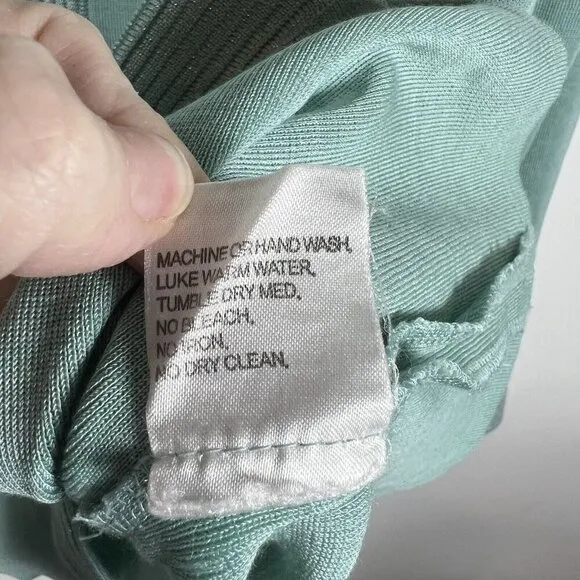 MACHINE OR HAND WASH.
LUKE WARM WATER.
TUMBLE DRY MED.
NO BLEACH.
NO IRON.
NO DRY CLEAN.